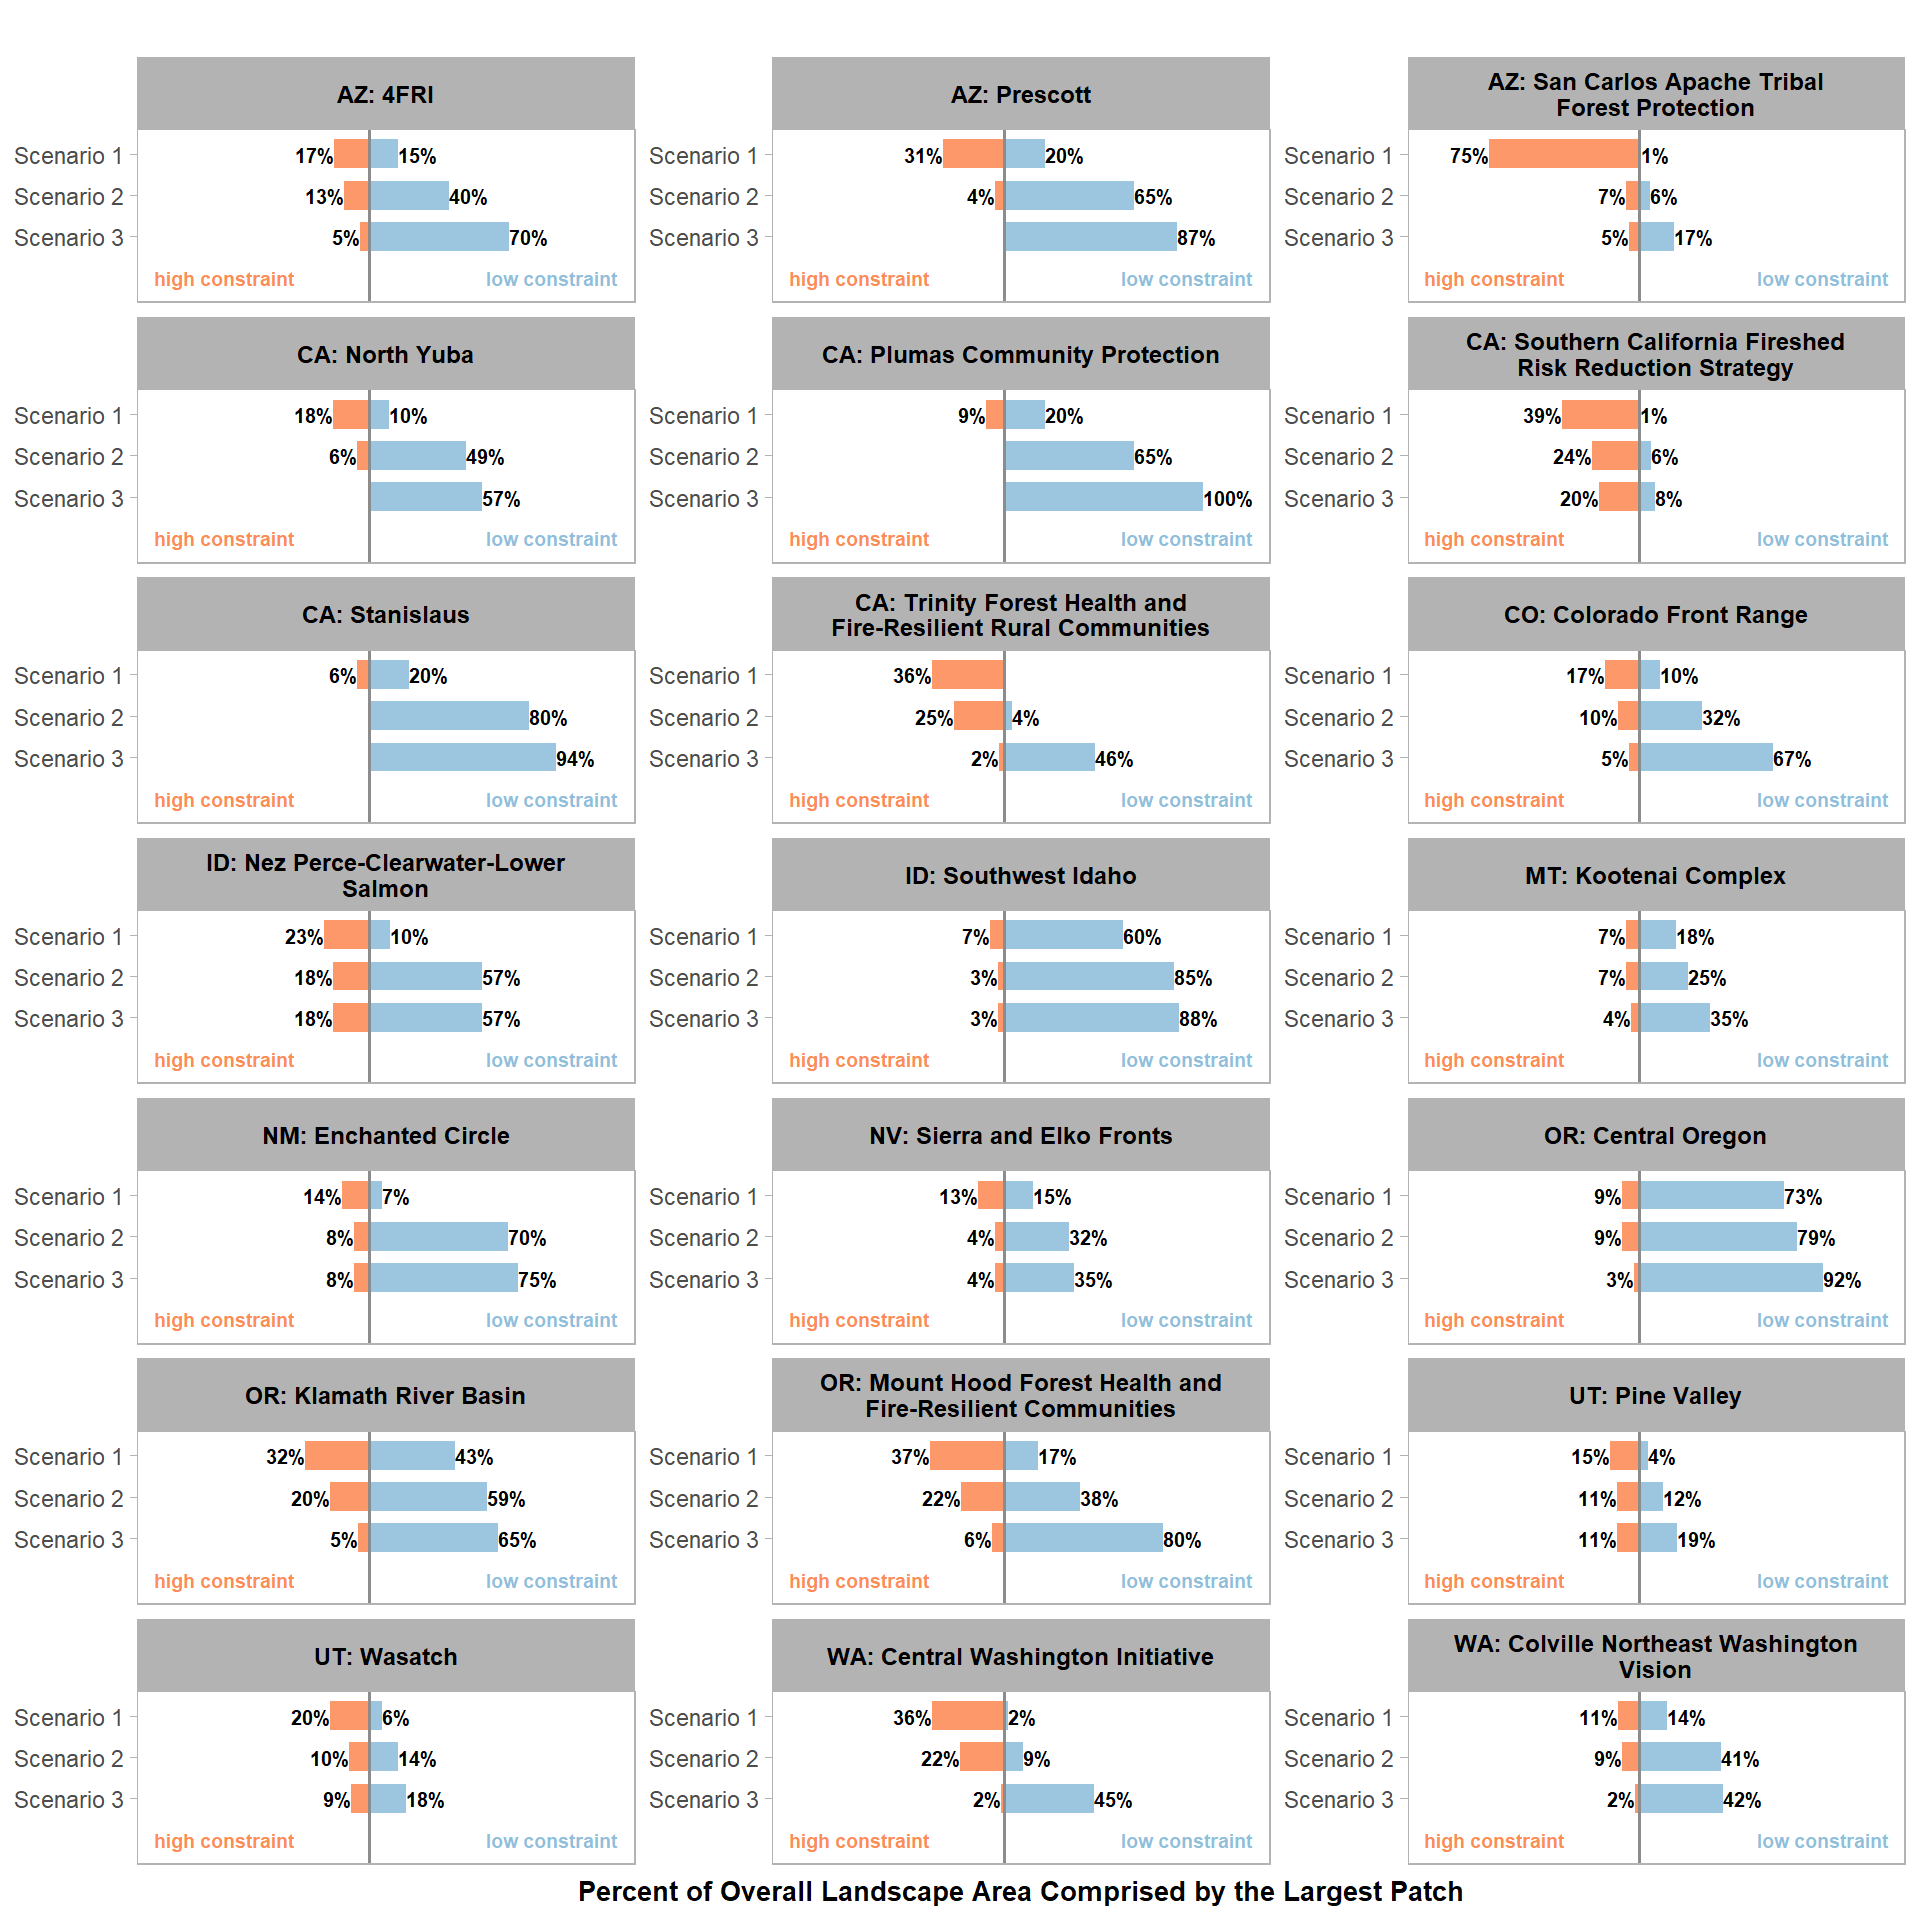 AZ: 4FRI
Scenario 1 17% 15%
Scenario 2 13% 40%
Scenario 3 5% 70%
high constraint low constraint
AZ: Prescott
Scenario 1 31% 20%
Scenario 2 4% 65%
Scenario 3 87%
high constraint low constraint
AZ: San Carlos Apache Tribal
Forest Protection
Scenario 1 75% 1%
Scenario 2 7% 6%
Scenario 3 5% 17%
high constraint low constraint
CA: North Yuba
Scenario 1 18% 10%
Scenario 2 6% 49%
Scenario 3 57%
high constraint low constraint
CA: Plumas Community Protection
Scenario 1 9% 20%
Scenario 2 65%
Scenario 3 100%
high constraint low constraint
CA: Southern California Fireshed
Risk Reduction Strategy
Scenario 1 39% 1%
Scenario 2 24% 6%
Scenario 3 20% 8%
high constraint low constraint
CA: Stanislaus
Scenario 1 6% 20%
Scenario 2 80%
Scenario 3 94%
high constraint low constraint
CA: Trinity Forest Health and
Fire-Resilient Rural Communities
Scenario 1 36%
Scenario 2 25% 4%
Scenario 3 2% 46%
high constraint low constraint
CO: Colorado Front Range
Scenario 1 17% 10%
Scenario 2 10% 32%
Scenario 3 5% 67%
high constraint low constraint
ID: Nez Perce-Clearwater-Lower
Salmon
Scenario 1 23% 10%
Scenario 2 18% 57%
Scenario 3 18% 57%
high constraint low constraint
ID: Southwest Idaho
Scenario 1 7% 60%
Scenario 2 3% 85%
Scenario 3 3% 88%
high constraint low constraint
MT: Kootenai Complex
Scenario 1 7% 18%
Scenario 2 7% 25%
Scenario 3 4% 35%
high constraint low constraint
NM: Enchanted Circle
Scenario 1 14% 7%
Scenario 2 8% 70%
Scenario 3 8% 75%
high constraint low constraint
NV: Sierra and Elko Fronts
Scenario 1 13% 15%
Scenario 2 4% 32%
Scenario 3 4% 35%
high constraint low constraint
OR: Central Oregon
Scenario 1 9% 73%
Scenario 2 9% 79%
Scenario 3 3% 92%
high constraint low constraint
OR: Klamath River Basin
Scenario 1 32% 43%
Scenario 2 20% 59%
Scenario 3 5% 65%
high constraint low constraint
OR: Mount Hood Forest Health and
Fire-Resilient Communities
Scenario 1 37% 17%
Scenario 2 22% 38%
Scenario 3 6% 80%
high constraint low constraint
UT: Pine Valley
Scenario 1 15% 4%
Scenario 2 11% 12%
Scenario 3 11% 19%
high constraint low constraint
UT: Wasatch
Scenario 1 20% 6%
Scenario 2 10% 14%
Scenario 3 9% 18%
high constraint low constraint
WA: Central Washington Initiative
Scenario 1 36% 2%
Scenario 2 22% 9%
Scenario 3 2% 45%
high constraint low constraint
WA: Colville Northeast Washington
Vision
Scenario 1 11% 14%
Scenario 2 9% 41%
Scenario 3 2% 42%
high constraint low constraint
Percent of Overall Landscape Area Comprised by the Largest Patch